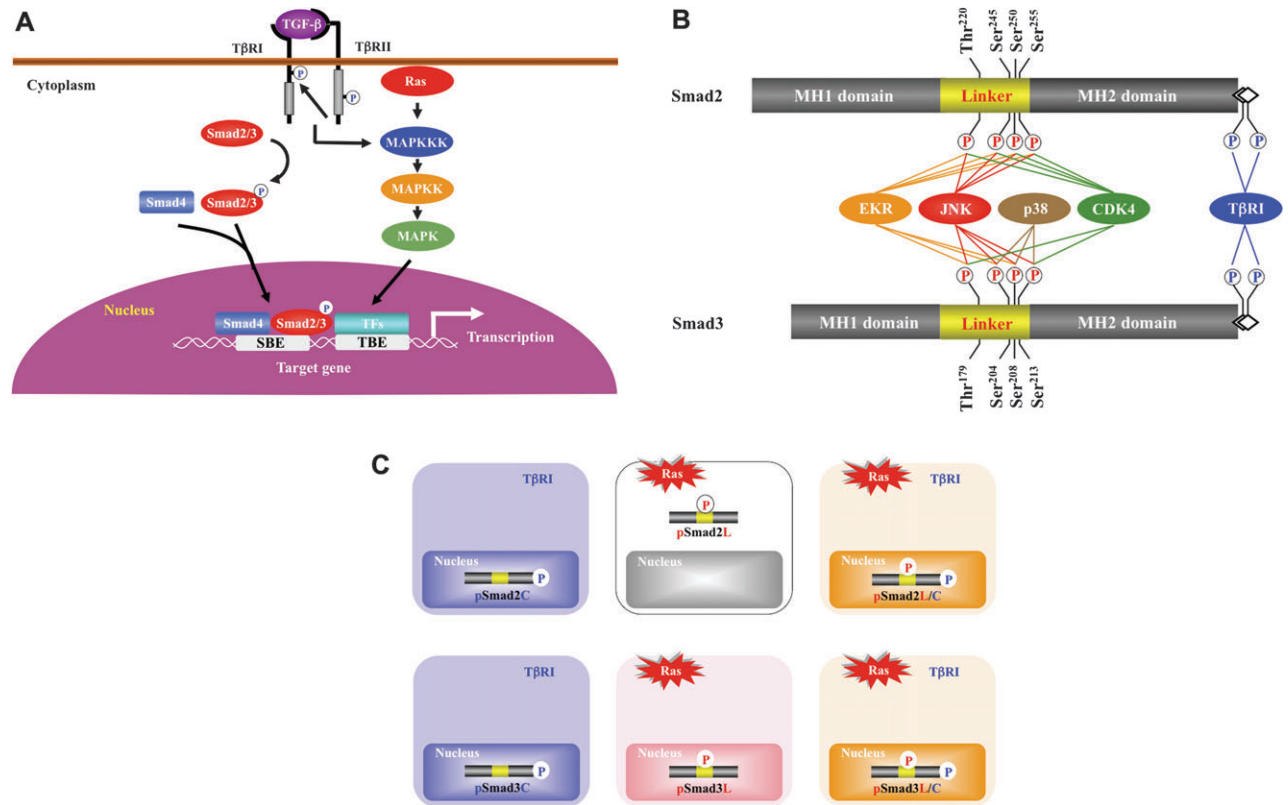 A
TGF-β
TβRI
TβRII
Cytoplasm
P
P
Ras
Smad2/3
MAPKKK
P
MAPKK
Smad4
Smad2/3
MAPK
Nucleus
P
Smad4
Smad2/3
TFs
SBE
TBE
Transcription
Target gene
B
Thr220
Ser245
Ser250
Ser255
Smad2
MH1 domain
Linker
MH2 domain
P P P P
P P
EKR
JNK
p38
CDK4
TβRI
P P P P
P P
Smad3
MH1 domain
Linker
MH2 domain
Thr179
Ser204
Ser208
Ser213
C
TβRI
Nucleus
P
pSmad2C
Ras
P
pSmad2L
Nucleus
Ras
TβRI
Nucleus
P
P
pSmad2L/C
TβRI
Nucleus
P
pSmad3C
Ras
Nucleus
P
pSmad3L
Ras
TβRI
Nucleus
P
P
pSmad3L/C